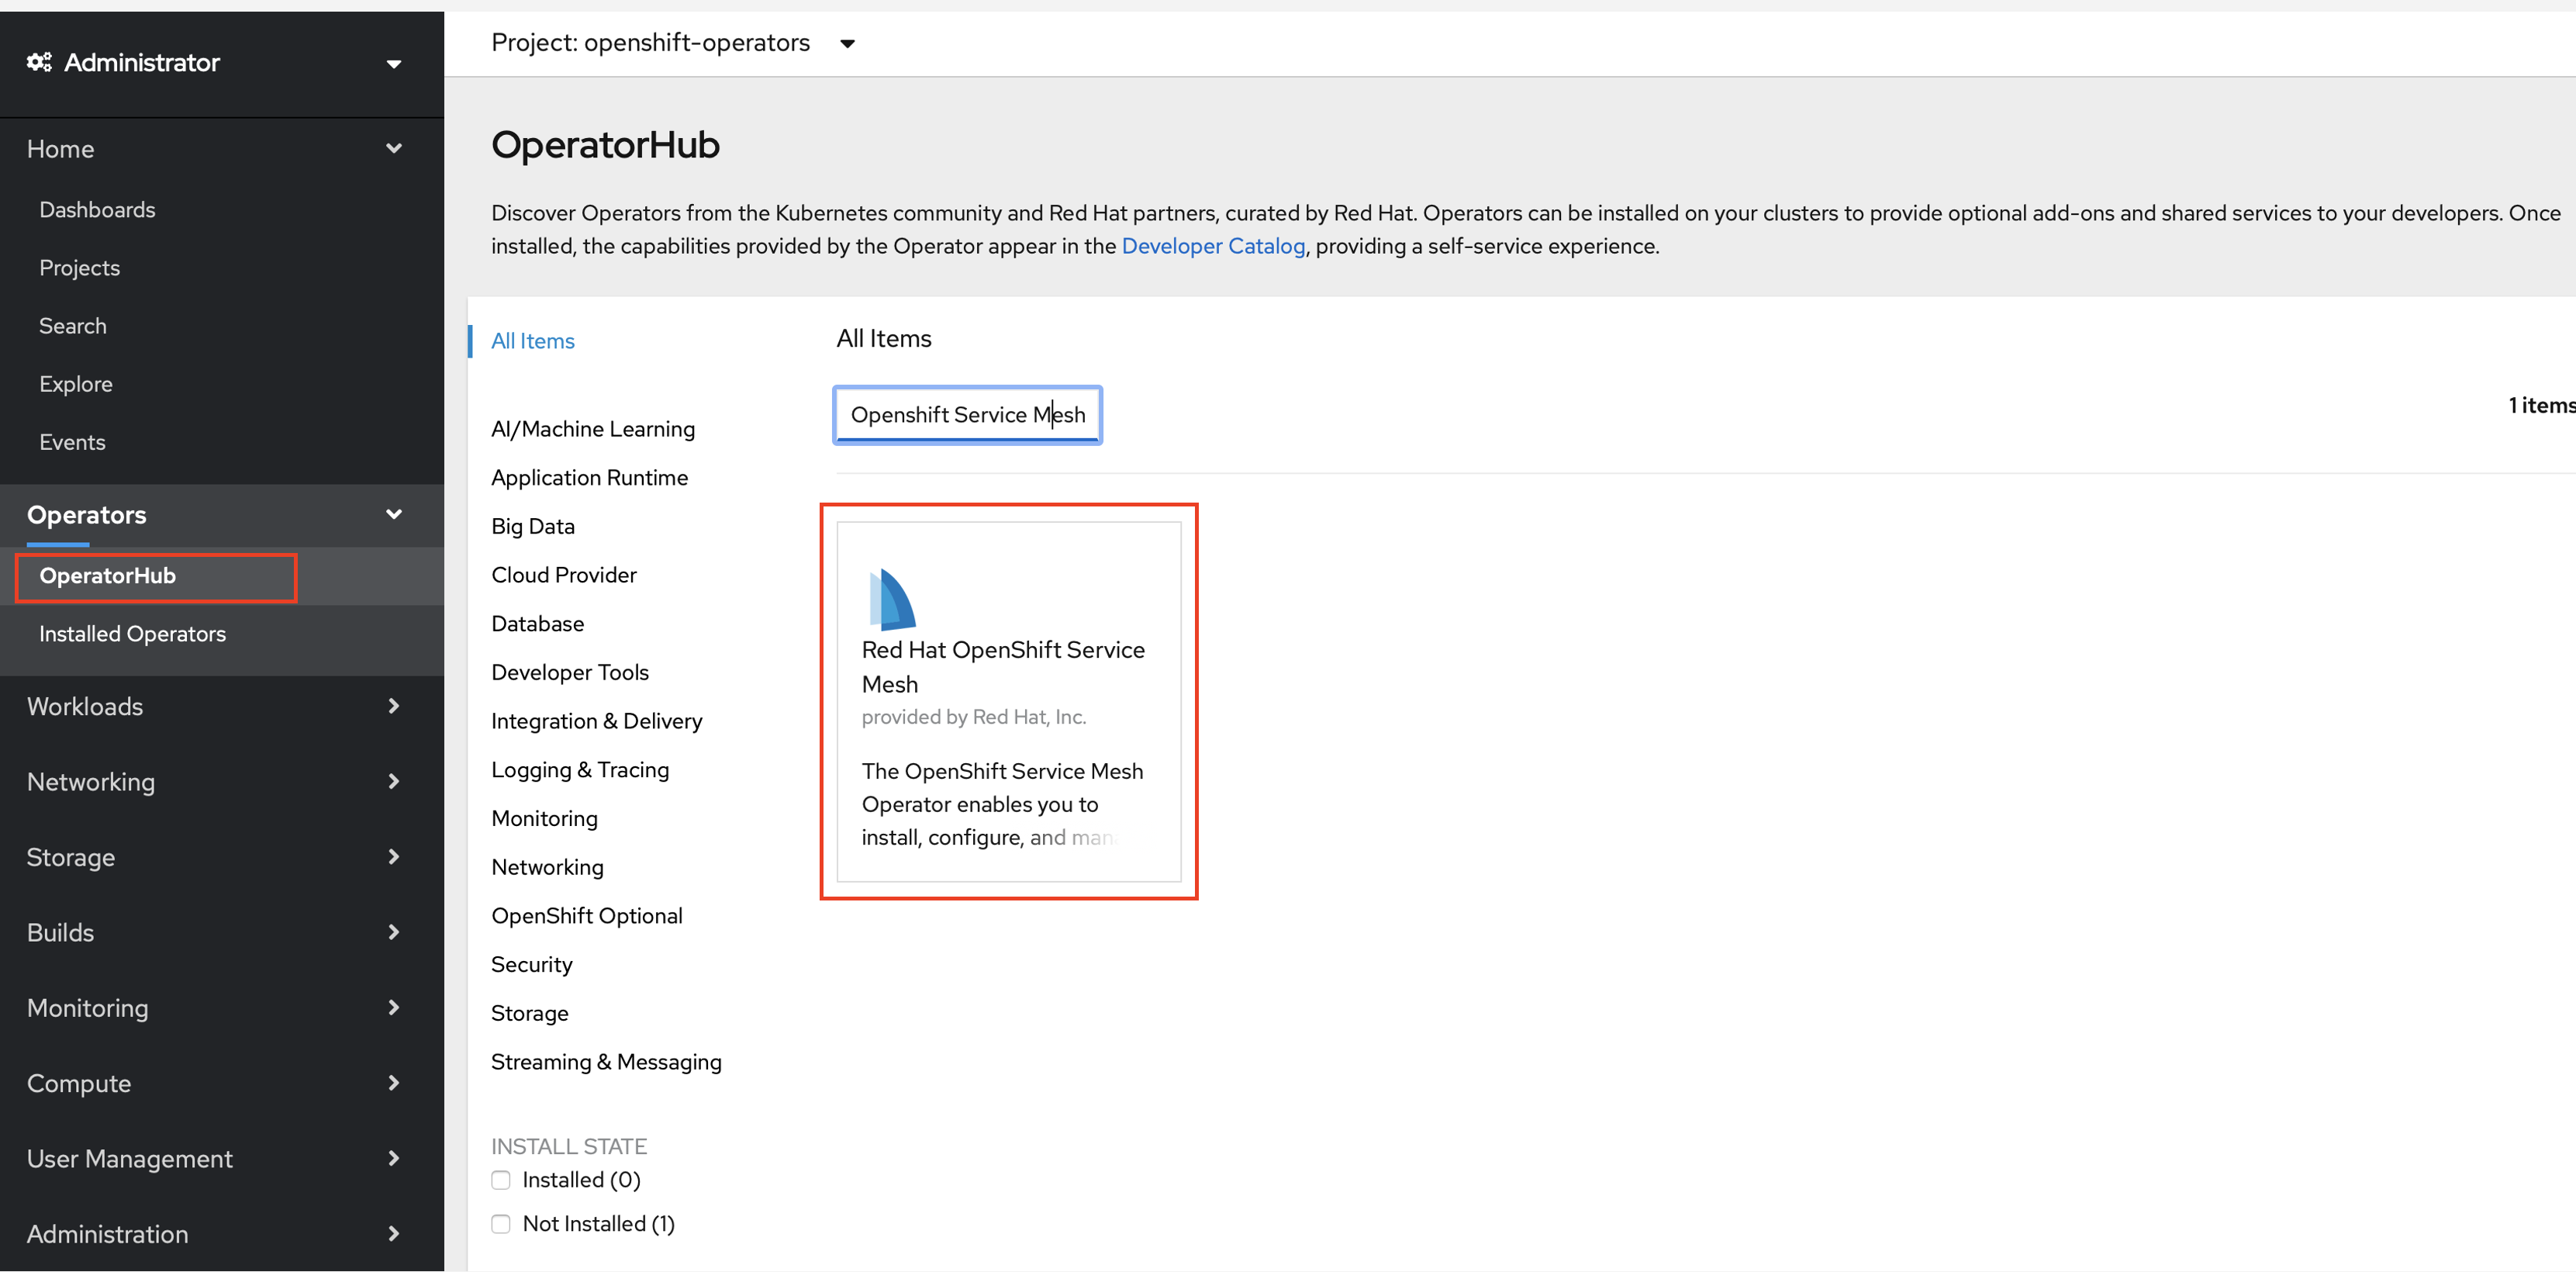 Administrator
Home
Dashboards
Projects
Search
Explore
Events
Operators
OperatorHub
Installed Operators
Workloads
Networking
Storage
Builds
Monitoring
Compute
User Management
Administration
Project: openshift-operators
OperatorHub
Discover Operators from the Kubernetes community and Red Hat partners, curated by Red Hat. Operators can be installed on your clusters to provide optional add-ons and shared services to your developers. Once
installed, the capabilities provided by the Operator appear in the Developer Catalog, providing a self-service experience.
All Items
AI/Machine Learning
Application Runtime
Big Data
Cloud Provider
Database
Developer Tools
Integration & Delivery
Logging & Tracing
Monitoring
Networking
OpenShift Optional
Security
Storage
Streaming & Messaging
INSTALL STATE
Installed (0)
Not Installed (1)
All Items
Openshift Service Mesh
1 items
Red Hat OpenShift Service
Mesh
provided by Red Hat, Inc.
The OpenShift Service Mesh
Operator enables you to
install, configure, and